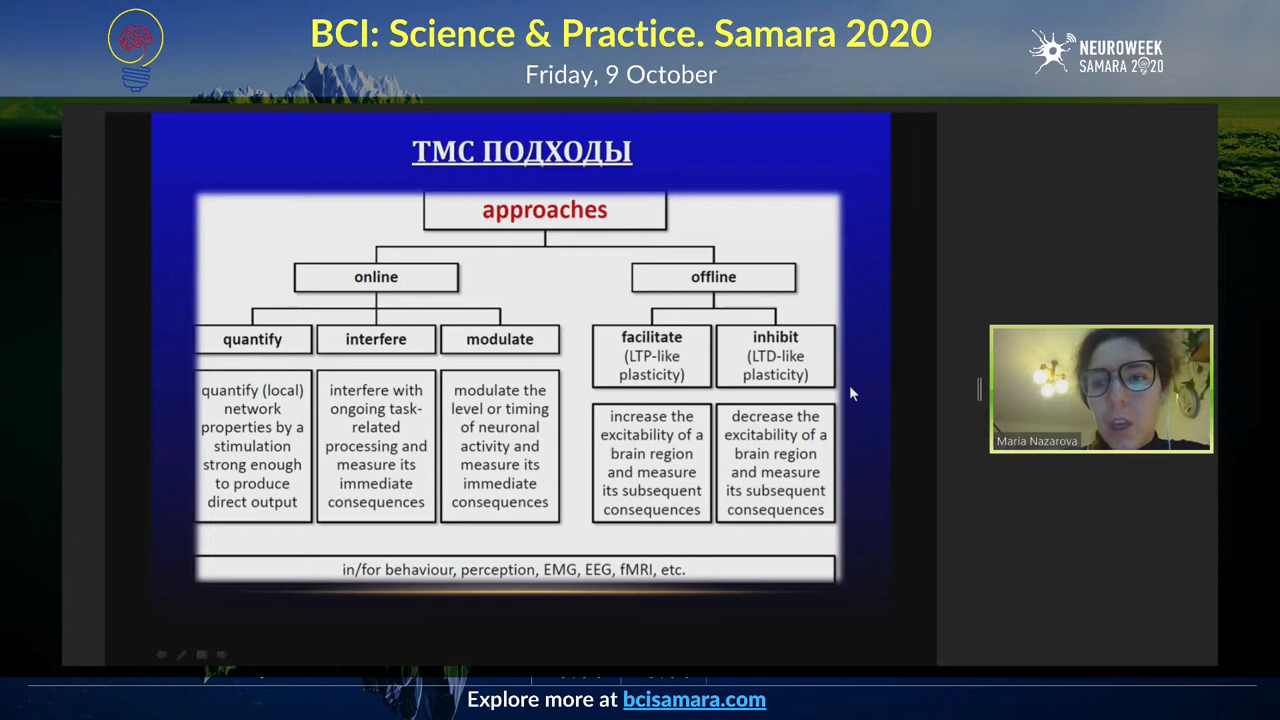 BCI: Science & Practice. Samara 2020
Friday, 9 October
NEUROWEEK
SAMARA 2020
ТМС ПОДХОДЫ
approaches
online
offline
quantify
interfere
modulate
facilitate
(LTP-like
plasticity)
inhibit
(LTD-like
plasticity)
quantify (local)
network
properties by a
stimulation
strong enough
to produce
direct output
interfere with
ongoing task-
related
processing and
measure its
immediate
consequences
modulate the
level or timing
of neuronal
activity and
measure its
immediate
consequences
increase the
excitability of a
brain region
and measure
its subsequent
consequences
decrease the
excitability of a
brain region
and measure
its subsequent
consequences
in/for behaviour, perception, EMG, EEG, fMRI, etc.
Maria Nazarova
Explore more at bcisamara.com